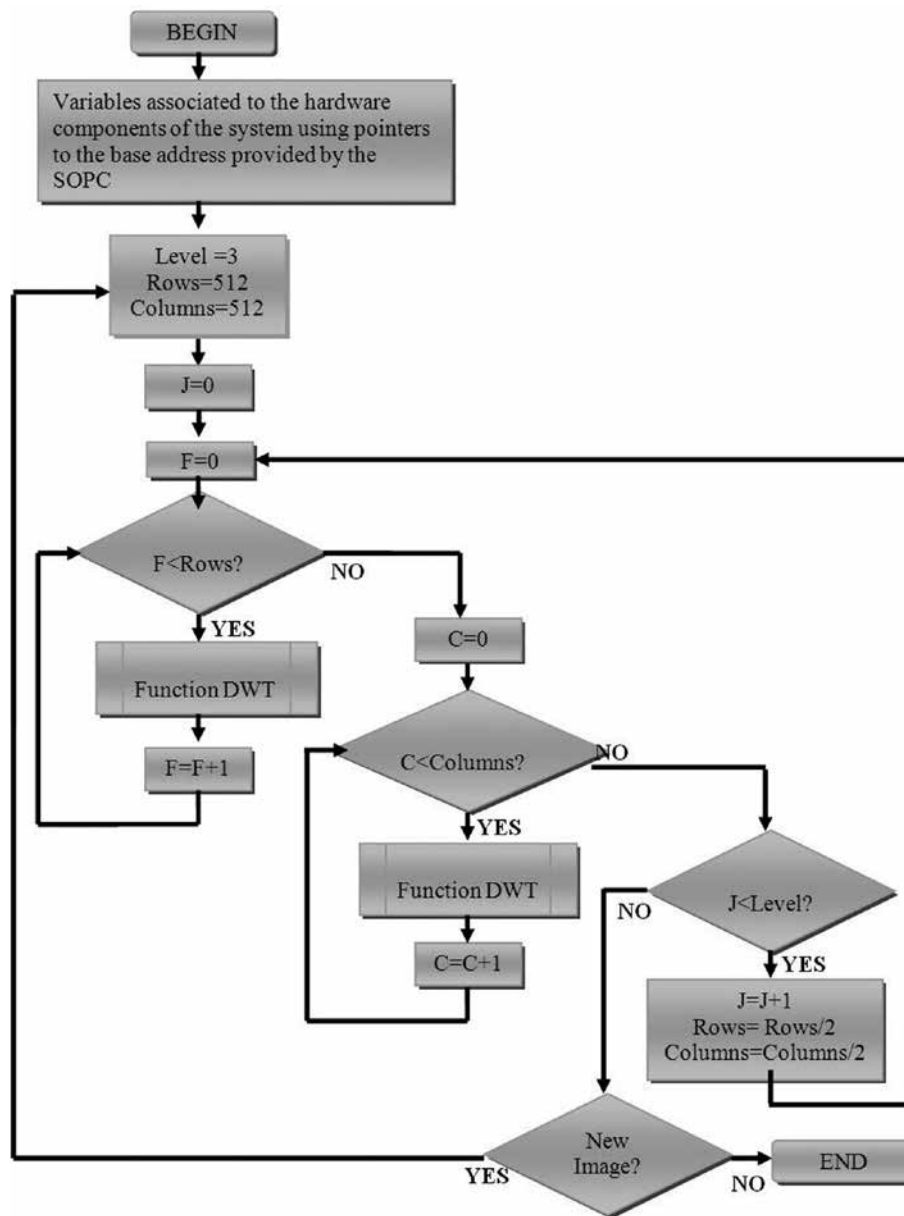 BEGIN
Variables associated to the hardware
components of the system using pointers
to the base address provided by the
SOPC
Level =3
Rows=512
Columns=512
J=0
F=0
F<Rows?
NO
YES
Function DWT
F=F+1
C=0
C<Columns?
NO
YES
Function DWT
C=C+1
J<Level?
NO
YES
J=J+1
Rows= Rows/2
Columns=Columns/2
New
Image?
YES
NO
END